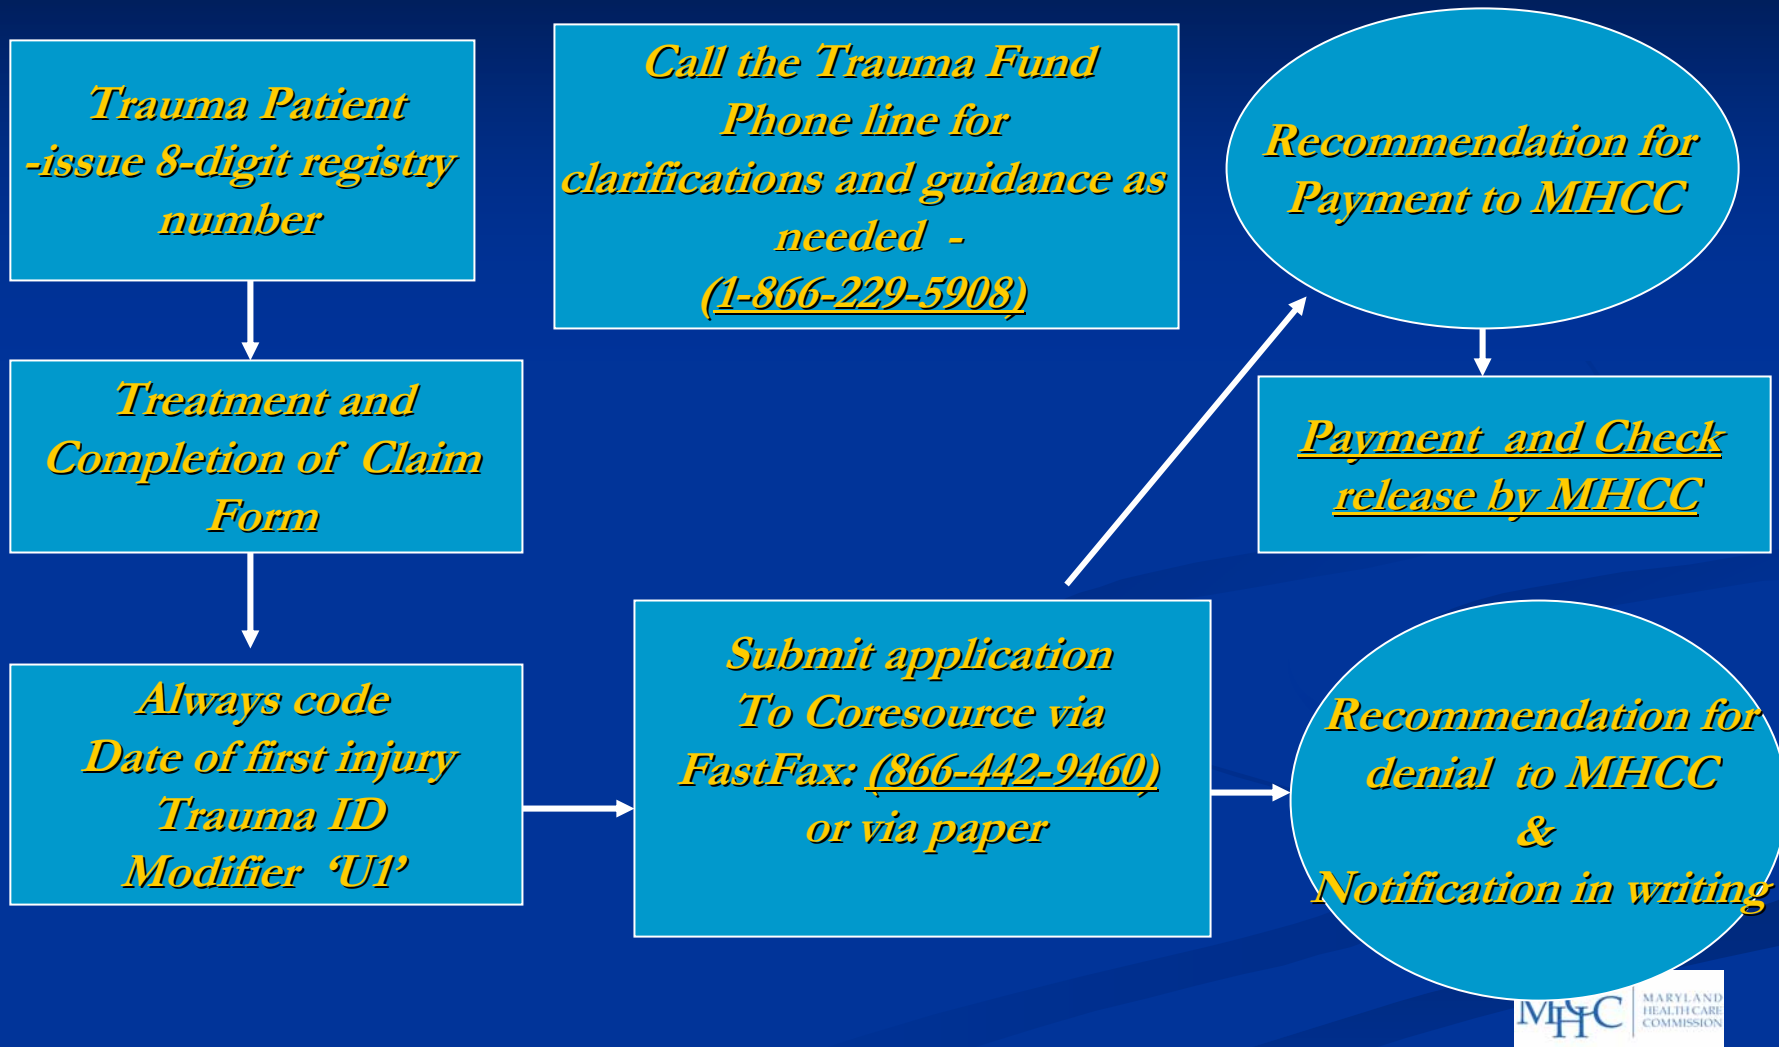 Trauma Patient
-issue 8-digit registry
number
Treatment and
Completion of Claim
Form
Always code
Date of first injury
Trauma ID
Modifier ‘U1’
Call the Trauma Fund
Phone line for
clarifications and guidance as
needed -
(1-866-229-5908)
Submit application
To Coresource via
FastFax: (866-442-9460)
or via paper
Recommendation for
Payment to MHCC
Payment and Check
release by MHCC
Recommendation for
denial to MHCC
&
Notification in writing
MHCC
MARYLAND
HEALTH CARE
COMMISSION